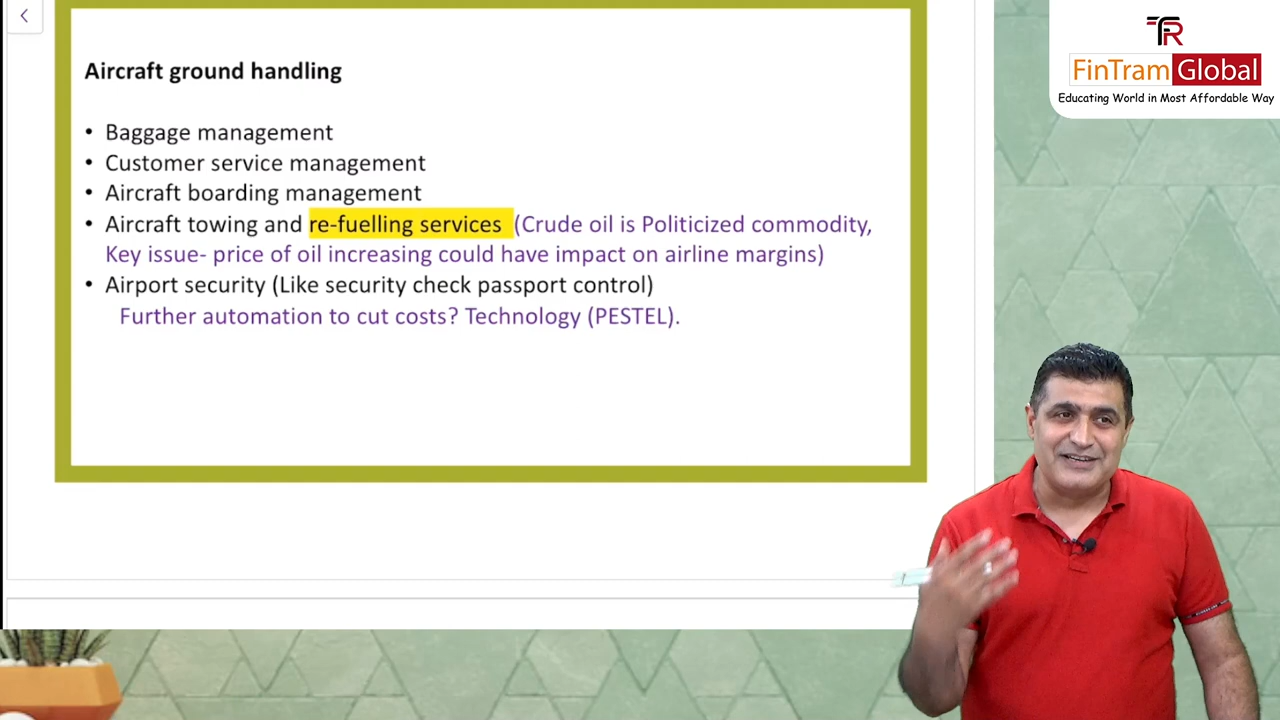 Aircraft ground handling
• Baggage management
• Customer service management
• Aircraft boarding management
• Aircraft towing and re-fuelling services (Crude oil is Politicized commodity,
Key issue- price of oil increasing could have impact on airline margins)
• Airport security (Like security check passport control)
Further automation to cut costs? Technology (PESTEL).
TR
FinTram Global
Educating World in Most Affordable Way